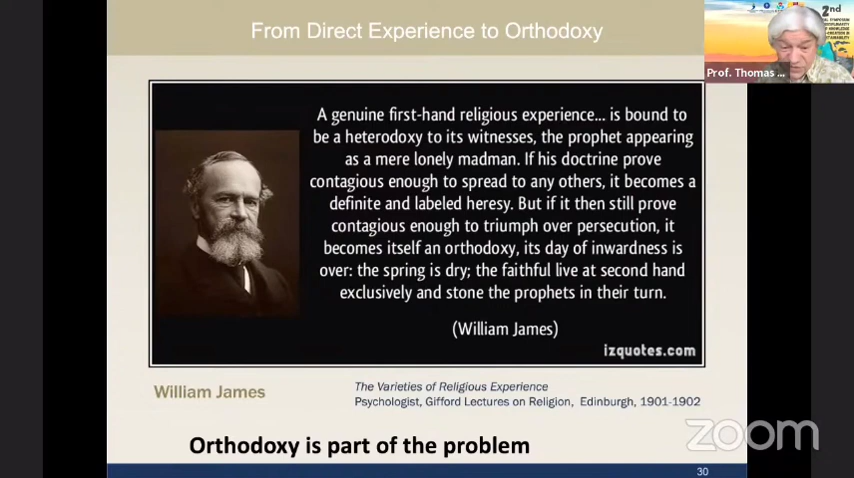 From Direct Experience to Orthodoxy
2nd
Prof. Thomas ...
A genuine first-hand religious experience... is bound to
be a heterodoxy to its witnesses, the prophet appearing
as a mere lonely madman. If his doctrine prove
contagious enough to spread to any others, it becomes a
definite and labeled heresy. But if it then still prove
contagious enough to triumph over persecution, it
becomes itself an orthodoxy, its day of inwardness is
over: the spring is dry; the faithful live at second hand
exclusively and stone the prophets in their turn.
(William James)
izquotes.com
William James
The Varieties of Religious Experience
Psychologist, Gifford Lectures on Religion, Edinburgh, 1901-1902
Orthodoxy is part of the problem
zoom
30